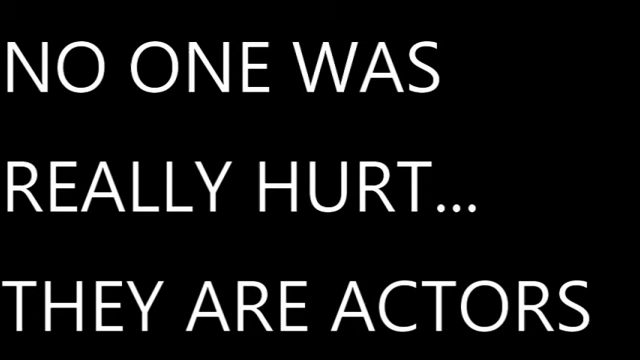 NO ONE WAS
REALLY HURT...
THEY ARE ACTORS